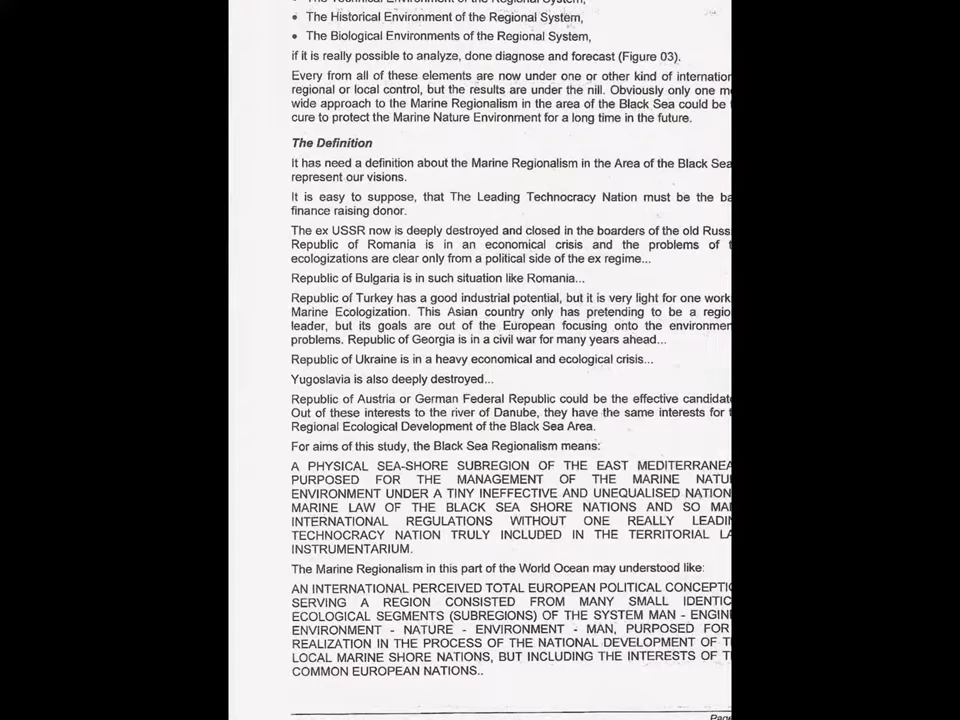 • The Technical Environment of the Regional System,
• The Historical Environment of the Regional System,
• The Biological Environments of the Regional System,
if it is really possible to analyze, done diagnose and forecast (Figure 03).
Every from all of these elements are now under one or other kind of internation
regional or local control, but the results are under the nill. Obviously only one m
wide approach to the Marine Regionalism in the area of the Black Sea could be
cure to protect the Marine Nature Environment for a long time in the future.
The Definition
It has need a definition about the Marine Regionalism in the Area of the Black Sea
represent our visions.
It is easy to suppose, that The Leading Technocracy Nation must be the ba
finance raising donor.
The ex USSR now is deeply destroyed and closed in the boarders of the old Russ
Republic of Romania is in an economical crisis and the problems of t
ecologizations are clear only from a political side of the ex regime...
Republic of Bulgaria is in such situation like Romania...
Republic of Turkey has a good industrial potential, but it is very light for one work
Marine Ecologization. This Asian country only has pretending to be a regio
leader, but its goals are out of the European focusing onto the environmen
problems. Republic of Georgia is in a civil war for many years ahead...
Republic of Ukraine is in a heavy economical and ecological crisis...
Yugoslavia is also deeply destroyed...
Republic of Austria or German Federal Republic could be the effective candidat
Out of these interests to the river of Danube, they have the same interests for t
Regional Ecological Development of the Black Sea Area.
For aims of this study, the Black Sea Regionalism means:
A PHYSICAL SEA-SHORE SUBREGION OF THE EAST MEDITERRANEA
PURPOSED FOR THE MANAGEMENT OF THE MARINE NATU
ENVIRONMENT UNDER A TINY INEFFECTIVE AND UNEQUALISED NATION
MARINE LAW OF THE BLACK SEA SHORE NATIONS AND SO MA
INTERNATIONAL REGULATIONS WITHOUT ONE REALLY LEADIN
TECHNOCRACY NATION TRULY INCLUDED IN THE TERRITORIAL LA
INSTRUMENTARIUM.
The Marine Regionalism in this part of the World Ocean may understood like:
AN INTERNATIONAL PERCEIVED TOTAL EUROPEAN POLITICAL CONCEPTIO
SERVING A REGION CONSISTED FROM MANY SMALL IDENTIC
ECOLOGICAL SEGMENTS (SUBREGIONS) OF THE SYSTEM MAN - ENGIN
ENVIRONMENT - NATURE - ENVIRONMENT - MAN, PURPOSED FOR
REALIZATION IN THE PROCESS OF THE NATIONAL DEVELOPMENT OF T
LOCAL MARINE SHORE NATIONS, BUT INCLUDING THE INTERESTS OF T
COMMON EUROPEAN NATIONS..
Page